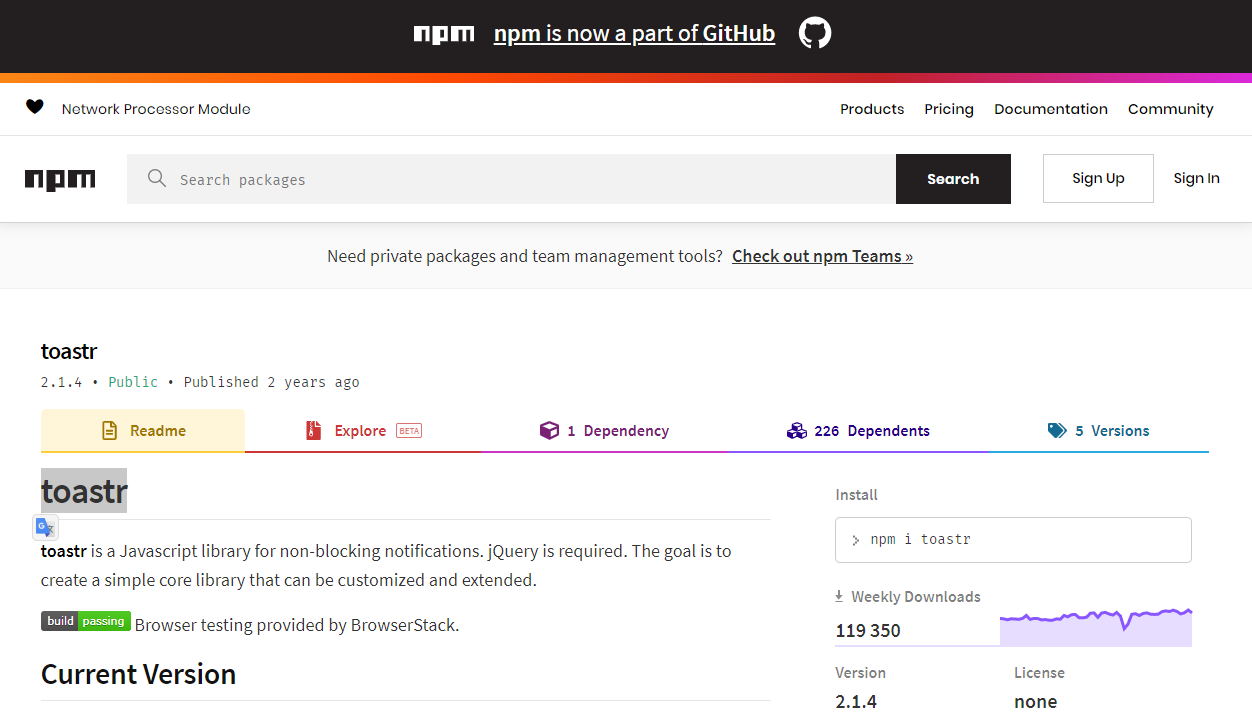 npm npm is now a part of GitHub
Network Processor Module Products Pricing Documentation Community
npm Search packages Search Sign Up Sign In
Need private packages and team management tools? Check out npm Teams »
toastr
2.1.4 • Public • Published 2 years ago
Readme Explore BETA 1 Dependency 226 Dependents 5 Versions
toastr
toastr is a Javascript library for non-blocking notifications. jQuery is required. The goal is to
create a simple core library that can be customized and extended.
build passing Browser testing provided by BrowserStack.
Current Version
Install
> npm i toastr
Weekly Downloads
119 350
Version License
2.1.4 none